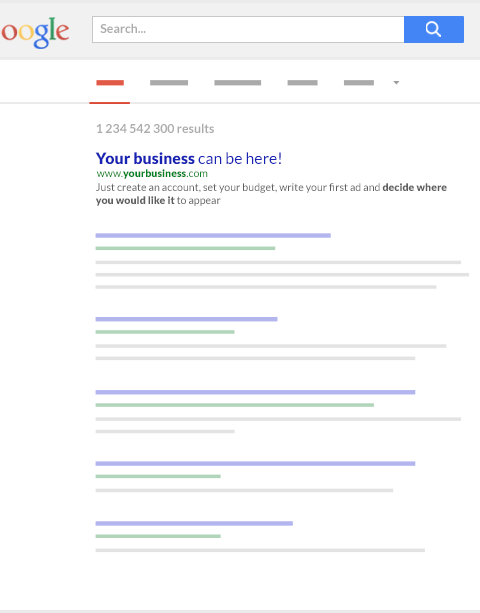 oogle
Search...
1 234 542 300 results
Your business can be here!
www.yourbusiness.com
Just create an account, set your budget, write your first ad and decide where
you would like it to appear